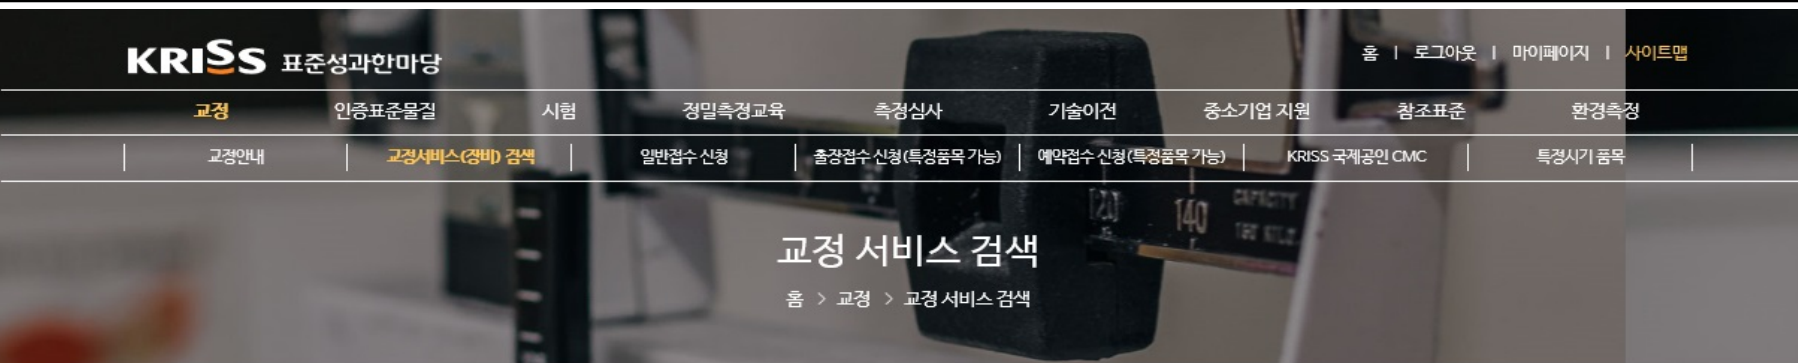 KRISS 표준성과한마당
홈 | 로그아웃 | 마이페이지 | 사이트맵
교정 인증표준물질 시험 정밀측정교육 측정심사 기술이전 중소기업 지원 참조표준 환경측정
교정안내 교정서비스(장비) 검색 일반접수 신청 출장접수 신청(특정품목 가능) 예약접수 신청(특정품목 가능) KRISS 국제공인 CMC 특정시기 품목
120 140 CAPACITY
교정 서비스 검색
홈 > 교정 > 교정 서비스 검색